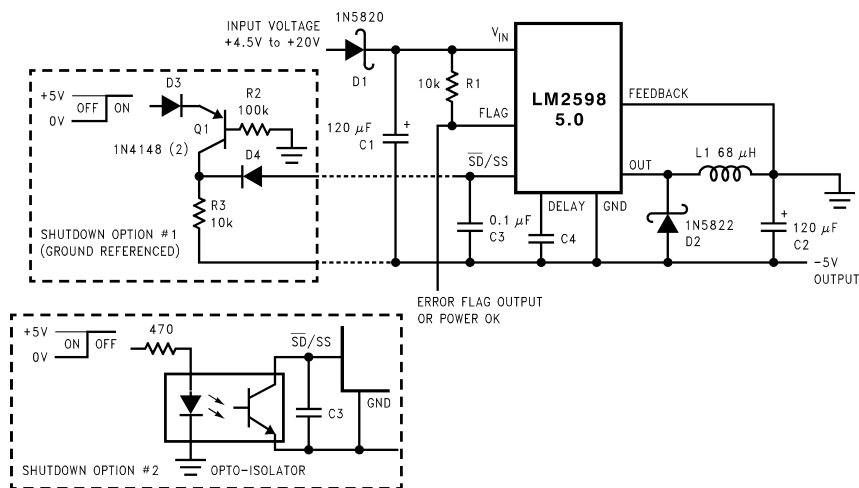 INPUT VOLTAGE
+4.5V to +20V
1N5820
D1
VIN
10k R1
FLAG
LM2598
5.0
FEEDBACK
+5V
0V
OFF
ON
D3
R2
100k
Q1
1N4148 (2)
D4
R3
10k
SHUTDOWN OPTION #1
(GROUND REFERENCED)
120 μF
+
C1
SD/SS
0.1 μF
C3
DELAY
C4
GND
OUT
L1 68 μH
1N5822
D2
+
120 μF
C2
-5V
OUTPUT
ERROR FLAG OUTPUT
OR POWER OK
+5V
0V
ON
OFF
470
SD/SS
C3
GND
SHUTDOWN OPTION #2
OPTO-ISOLATOR